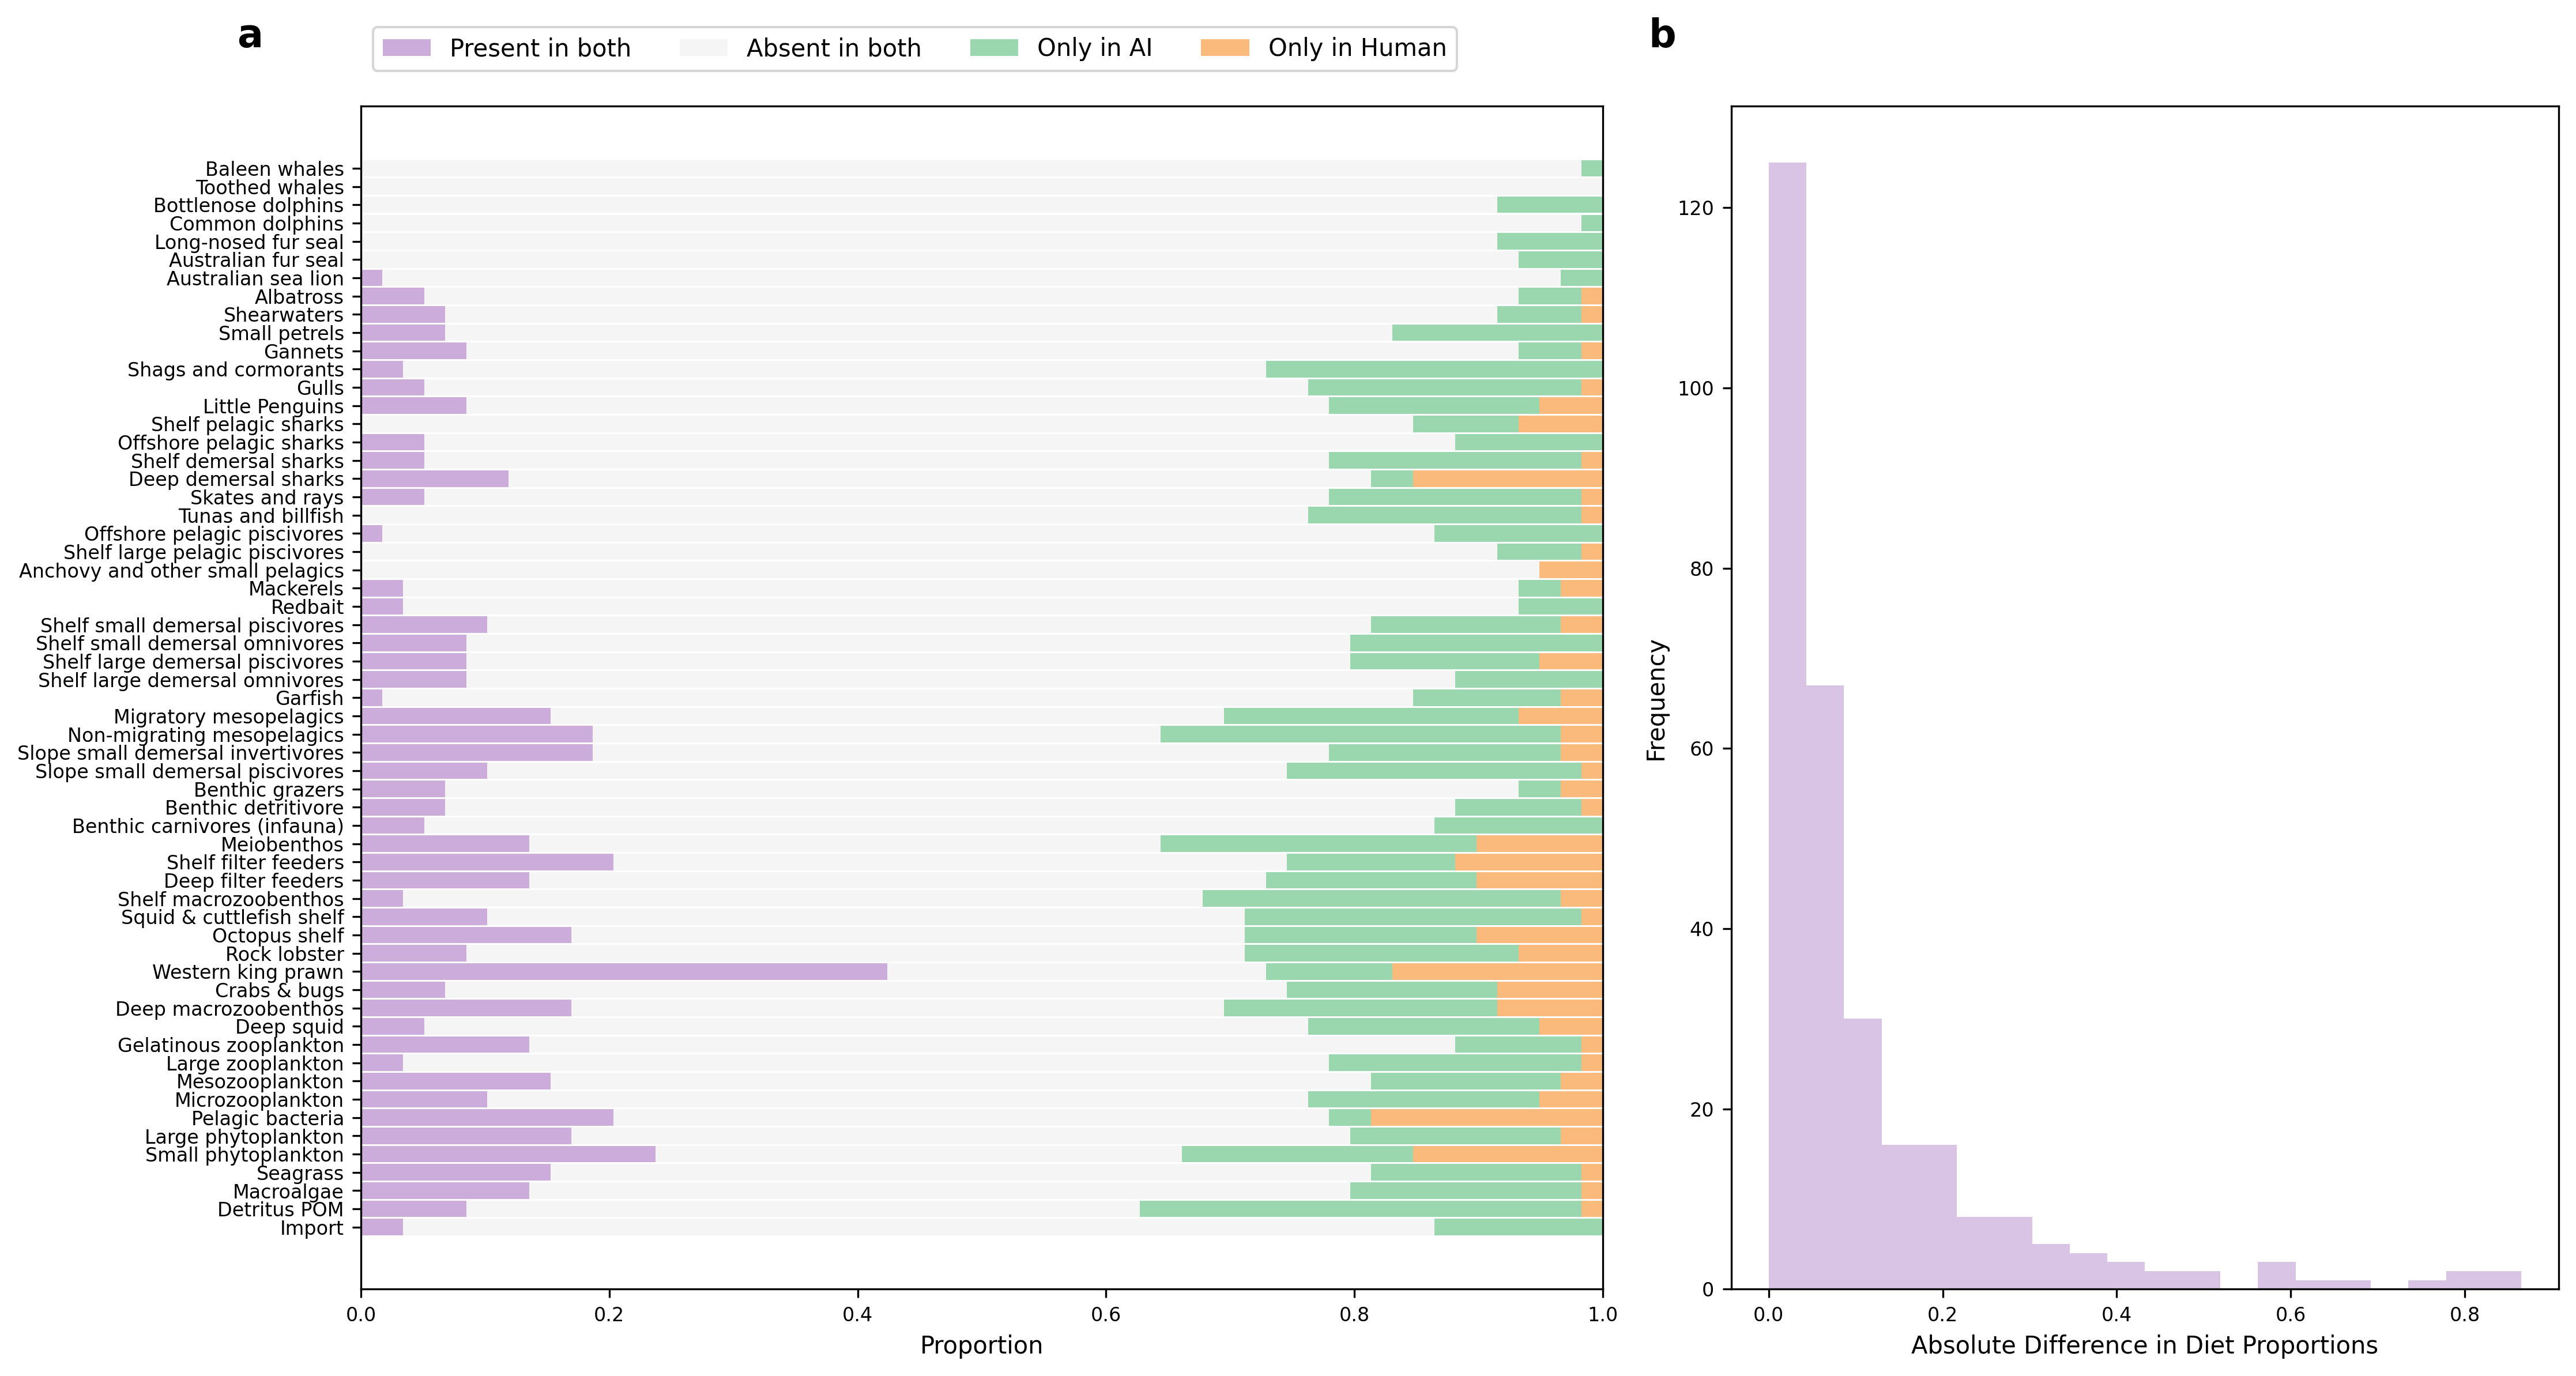 a
Present in both
Absent in both
Only in AI
Only in Human
Baleen whales
Toothed whales
Bottlenose dolphins
Common dolphins
Long-nosed fur seal
Australian fur seal
Australian sea lion
Albatross
Shearwaters
Small petrels
Gannets
Shags and cormorants
Gulls
Little Penguins
Shelf pelagic sharks
Offshore pelagic sharks
Shelf demersal sharks
Deep demersal sharks
Skates and rays
Tunas and billfish
Offshore pelagic piscivores
Shelf large pelagic piscivores
Anchovy and other small pelagics
Mackerels
Redbait
Shelf small demersal piscivores
Shelf small demersal omnivores
Shelf large demersal piscivores
Shelf large demersal omnivores
Garfish
Migratory mesopelagics
Non-migrating mesopelagics
Slope small demersal invertivores
Slope small demersal piscivores
Benthic grazers
Benthic detritivore
Benthic carnivores (infauna)
Meiobenthos
Shelf filter feeders
Deep filter feeders
Shelf macrozoobenthos
Squid & cuttlefish shelf
Octopus shelf
Rock lobster
Western king prawn
Crabs & bugs
Deep macrozoobenthos
Deep squid
Gelatinous zooplankton
Large zooplankton
Mesozooplankton
Microzooplankton
Pelagic bacteria
Large phytoplankton
Small phytoplankton
Seagrass
Macroalgae
Detritus POM
Import
0.0 0.2 0.4 0.6 0.8 1.0
Proportion
b
Frequency
120
100
80
60
40
20
0
0.0 0.2 0.4 0.6 0.8
Absolute Difference in Diet Proportions